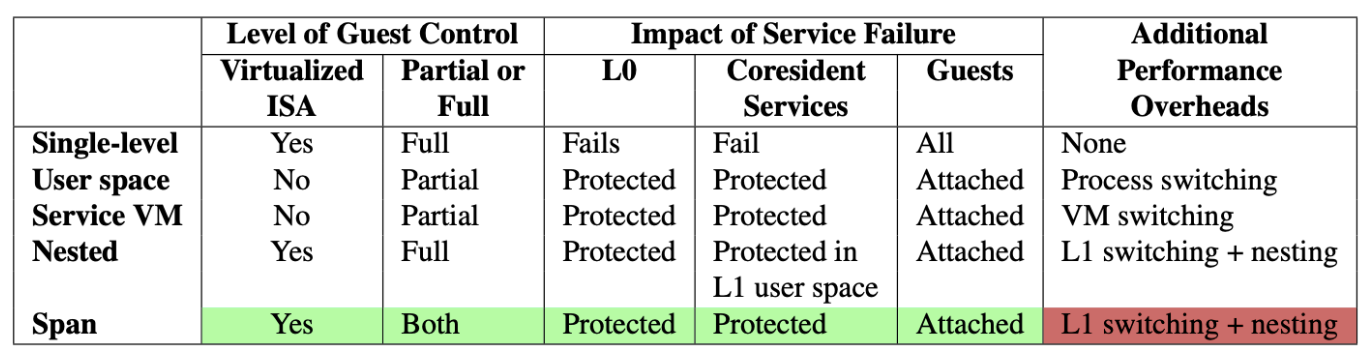 Level of Guest Control Impact of Service Failure Additional
Virtualized Partial or L0 Coresident Guests Performance
ISA Full Services Overheads
Single-level Yes Full Fails Fail All None
User space No Partial Protected Protected Attached Process switching
Service VM No Partial Protected Protected Attached VM switching
Nested Yes Full Protected Protected in Attached L1 switching + nesting
L1 user space
Span Yes Both Protected Protected Attached L1 switching + nesting